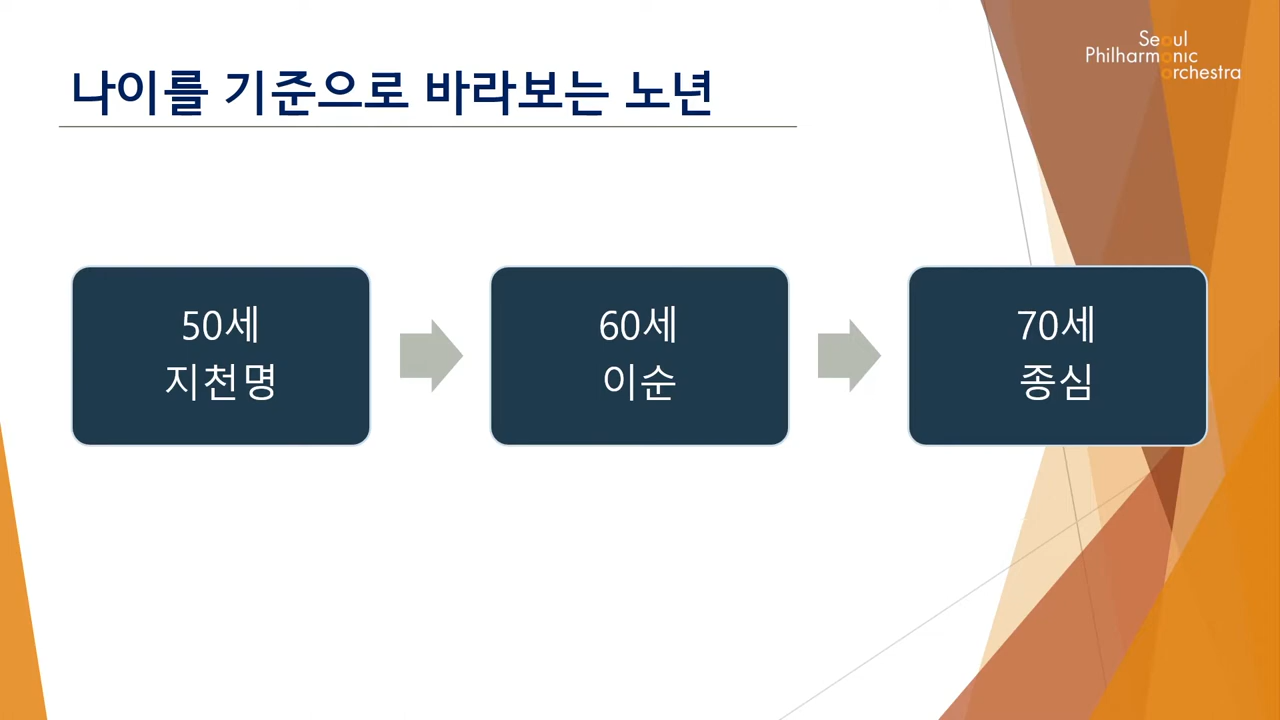 나이를 기준으로 바라보는 노년
Seoul
Philharmonic
Orchestra
50세
지천명
60세
이순
70세
종심